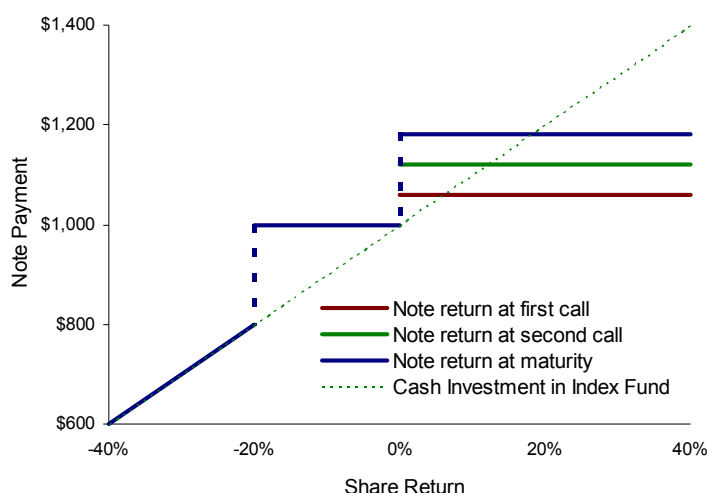 $1,400
$1,200
$1,000
$800
$600
Note Payment
Note return at first call
Note return at second call
Note return at maturity
Cash Investment in Index Fund
-40%
-20%
0%
20%
40%
Share Return